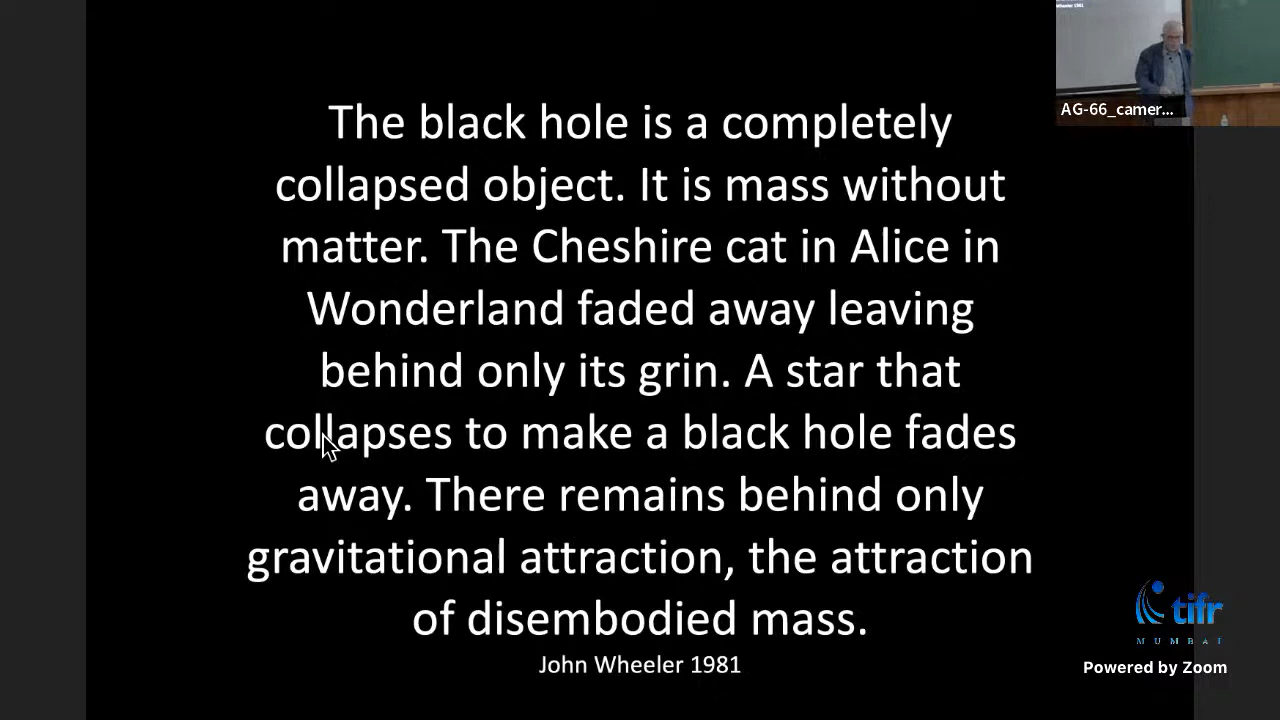 Wheeler 1981
AG-66_camer...
The black hole is a completely
collapsed object. It is mass without
matter. The Cheshire cat in Alice in
Wonderland faded away leaving
behind only its grin. A star that
collapses to make a black hole fades
away. There remains behind only
gravitational attraction, the attraction
of disembodied mass.
John Wheeler 1981
tifr
MUMBAI
Powered by Zoom